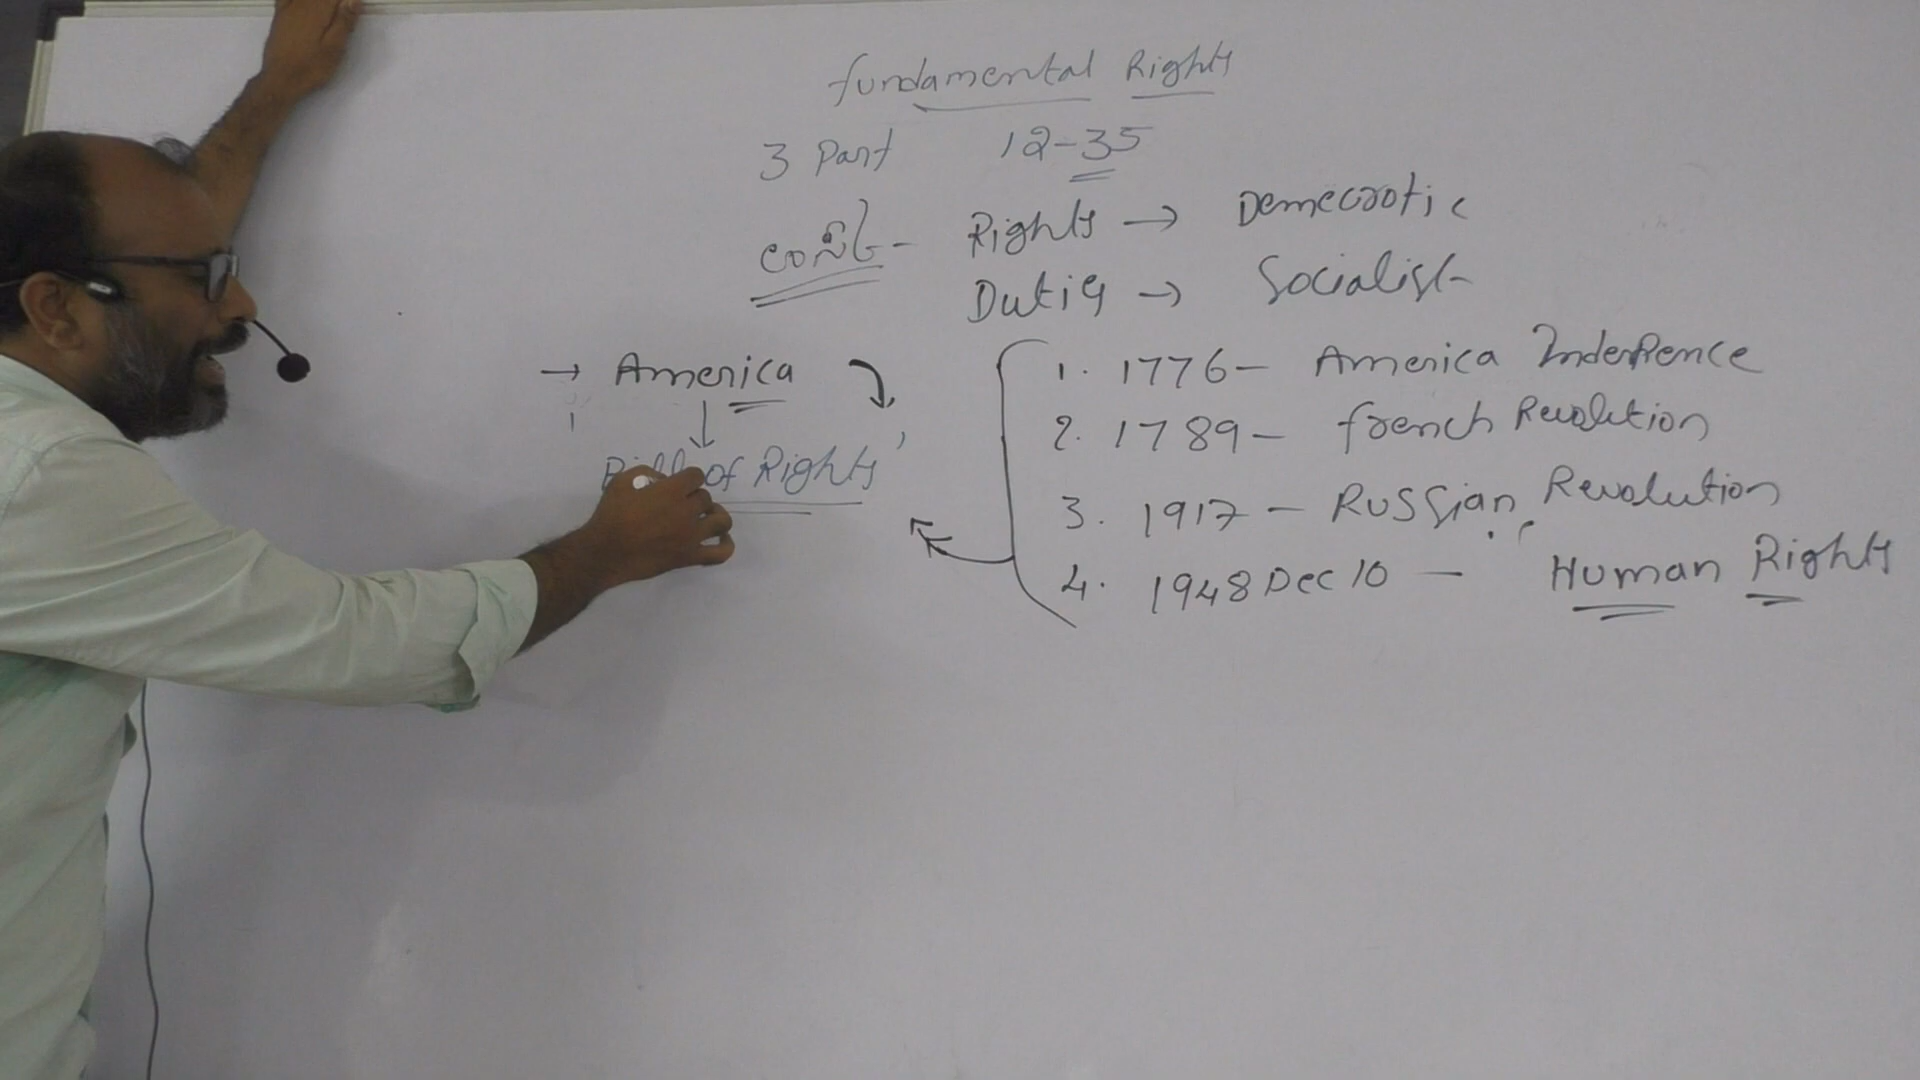 fundamental Rights
3 Part 12-35
Rights → Democratic
Duties → Socialist
→ America
1. 1776 - America Indepence
2. 1789 - french Revolution
of Rights
3. 1917 - Russian Revolution
4. 1948 Dec 10 - Human Rights